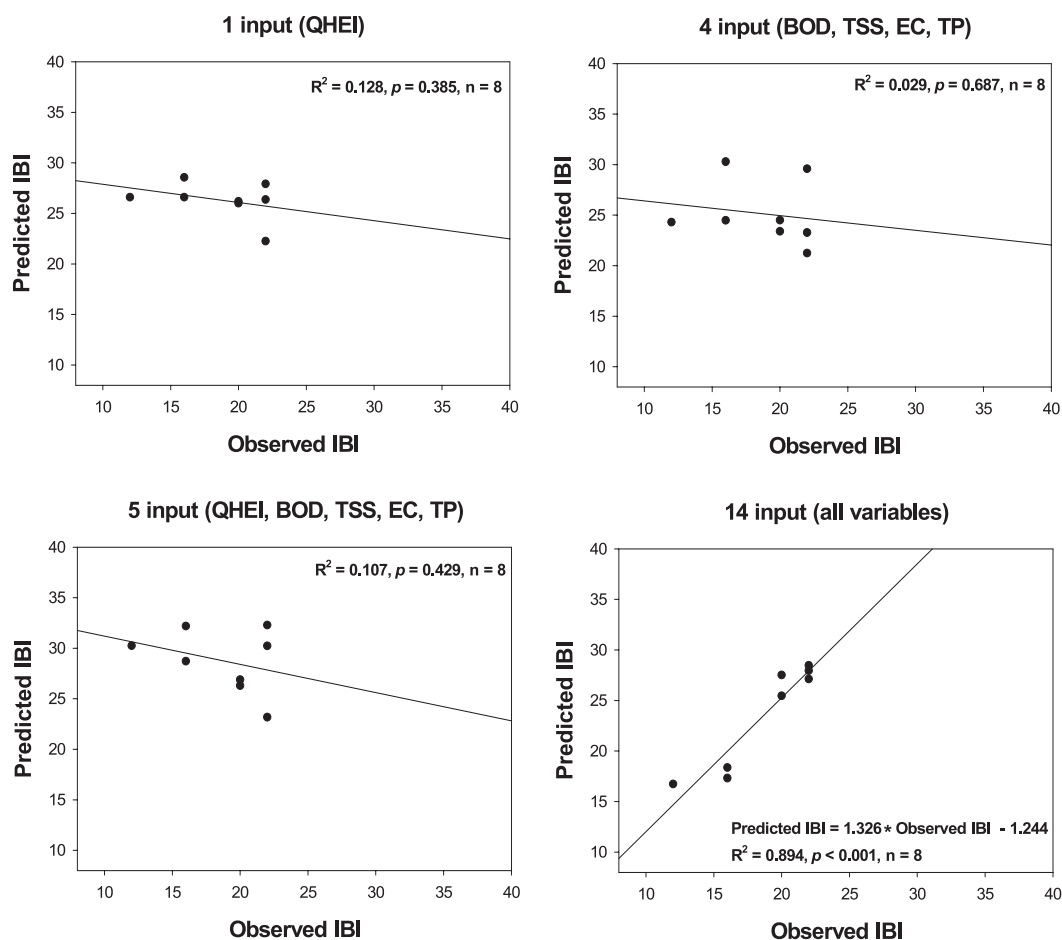 1 input (QHEI)
R² = 0.128, p = 0.385, n = 8
Predicted IBI
40
35
30
25
20
15
10
10 15 20 25 30 35 40
Observed IBI
4 input (BOD, TSS, EC, TP)
R² = 0.029, p = 0.687, n = 8
Predicted IBI
40
35
30
25
20
15
10
10 15 20 25 30 35 40
Observed IBI
5 input (QHEI, BOD, TSS, EC, TP)
R² = 0.107, p = 0.429, n = 8
Predicted IBI
40
35
30
25
20
15
10
10 15 20 25 30 35 40
Observed IBI
14 input (all variables)
Predicted IBI
40
35
30
25
20
15
10
Predicted IBI = 1.326 * Observed IBI - 1.244
R² = 0.894, p < 0.001, n = 8
10 15 20 25 30 35 40
Observed IBI